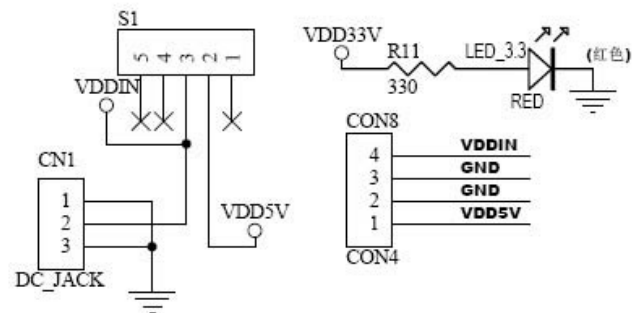 S1
5 4 3 2 1
VDDIN
CN1
1
2
3
DC_JACK
VDD5V
VDD33V
R11
330
LED_3.3
RED
(红色)
CON8
4 VDDIN
3 GND
2 GND
1 VDD5V
CON4